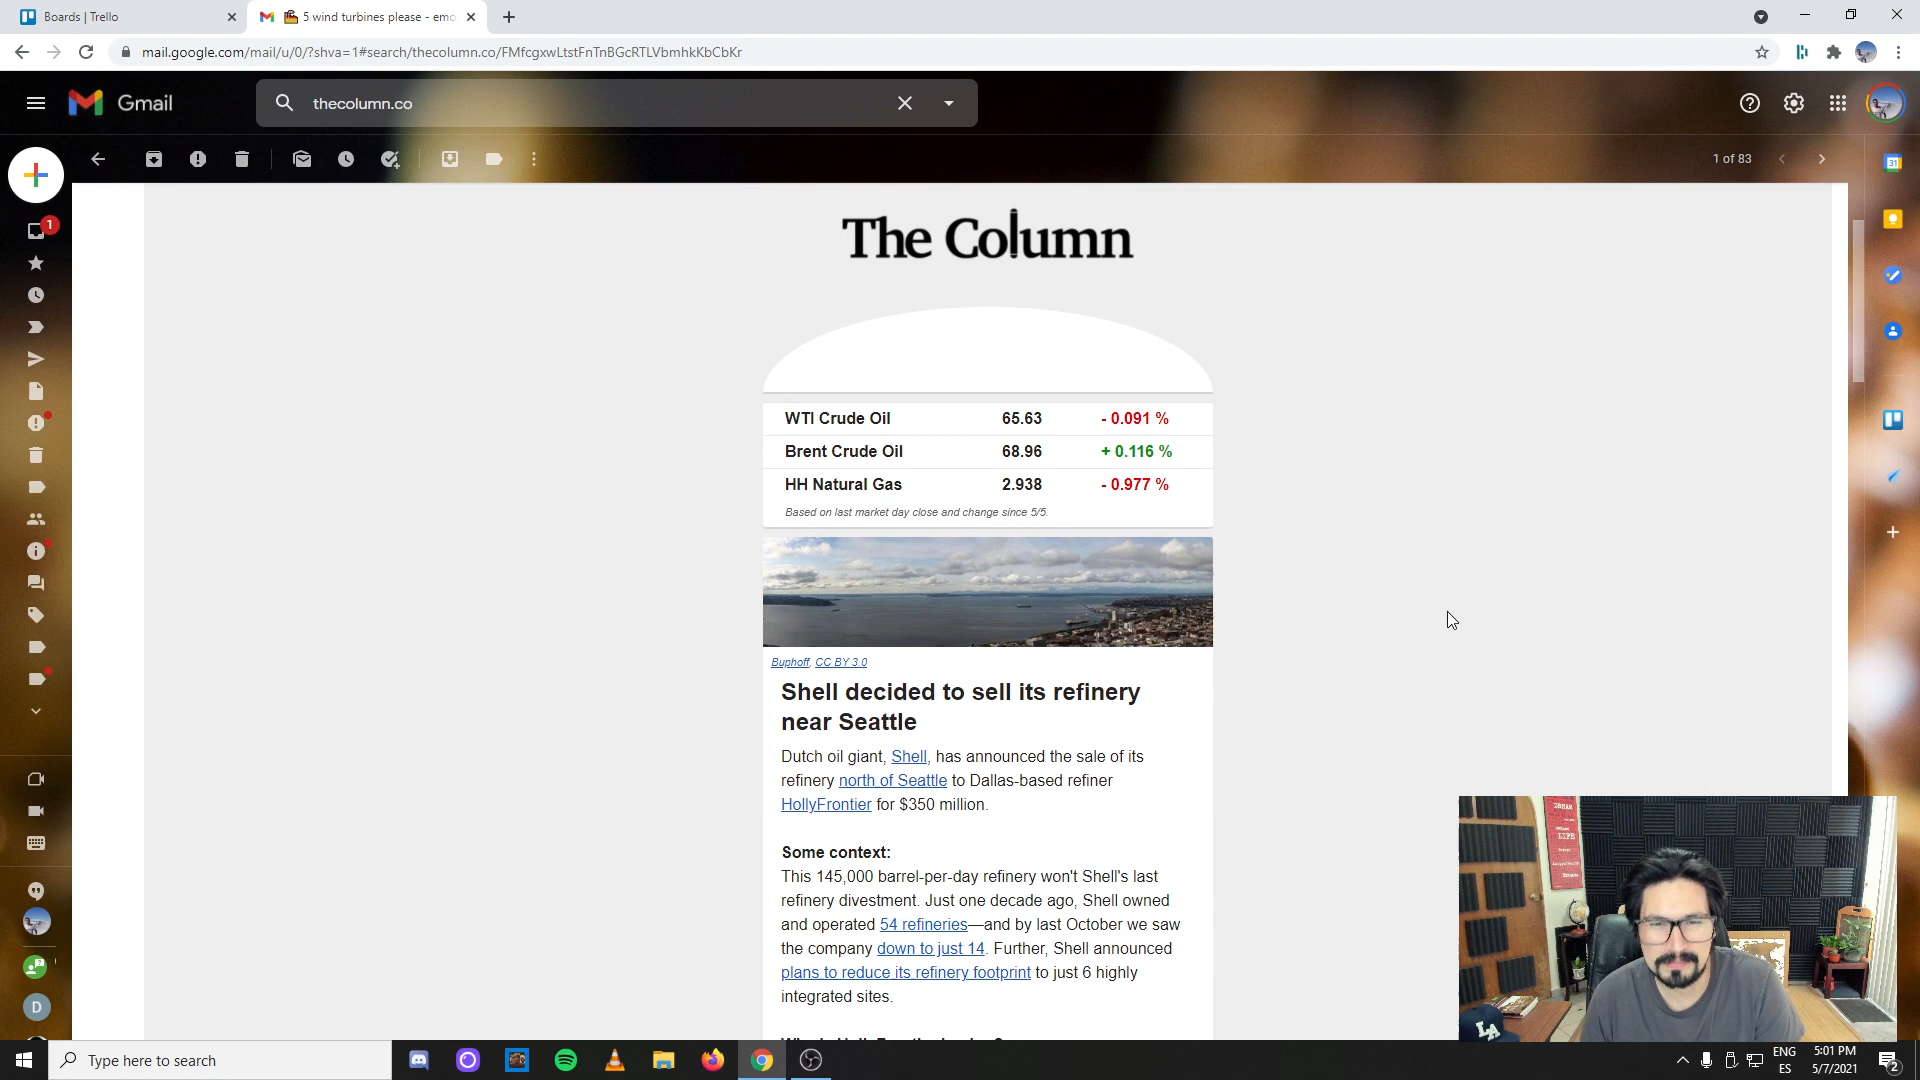 Boards | Trello
5 wind turbines please - emo
mail.google.com/mail/u/0/?shva=1#search/thecolumn.co/FMfcgxwLtstFnTnBGcRTLVbmhkKbCbKr
Gmail
thecolumn.co
1 of 83
31
1
The Column
WTI Crude Oil 65.63 - 0.091 %
Brent Crude Oil 68.96 + 0.116 %
HH Natural Gas 2.938 - 0.977 %
Based on last market day close and change since 5/5.
Buphoff, CC BY 3.0
Shell decided to sell its refinery
near Seattle
Dutch oil giant, Shell, has announced the sale of its
refinery north of Seattle to Dallas-based refiner
HollyFrontier for $350 million.
Some context:
This 145,000 barrel-per-day refinery won't Shell's last
refinery divestment. Just one decade ago, Shell owned
and operated 54 refineries—and by last October we saw
the company down to just 14. Further, Shell announced
plans to reduce its refinery footprint to just 6 highly
integrated sites.
D
DREAM
LIFE
LA
Type here to search
ENG
ES
5:01 PM
5/7/2021
2